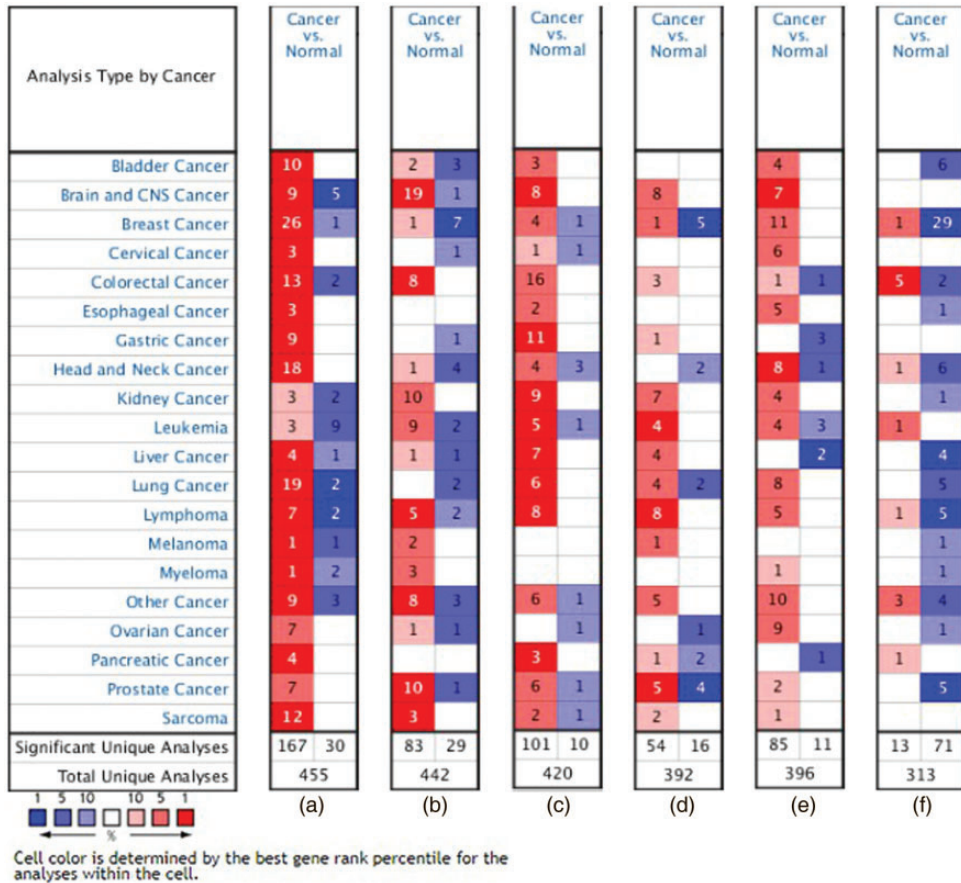 Analysis Type by Cancer
Cancer vs. Normal Cancer vs. Normal Cancer vs. Normal Cancer vs. Normal Cancer vs. Normal Cancer vs. Normal
Bladder Cancer 10 2 3 3 4 6
Brain and CNS Cancer 9 5 19 1 8 8 7
Breast Cancer 26 1 1 7 4 1 1 5 11 1 29
Cervical Cancer 3 1 1 1 6
Colorectal Cancer 13 2 8 16 3 1 1 5 2
Esophageal Cancer 3 2 5 1
Gastric Cancer 9 1 11 1 3
Head and Neck Cancer 18 1 4 4 3 2 8 1 1 6
Kidney Cancer 3 2 10 9 7 4 1
Leukemia 3 9 9 2 5 1 4 4 3 1
Liver Cancer 4 1 1 1 7 4 2 4
Lung Cancer 19 2 2 6 4 2 8 5
Lymphoma 7 2 5 2 8 8 5 1 5
Melanoma 1 1 2 1 1
Myeloma 1 2 3 1 1
Other Cancer 9 3 8 3 6 1 5 10 3 4
Ovarian Cancer 7 1 1 1 1 9 1
Pancreatic Cancer 4 3 1 2 1 1
Prostate Cancer 7 10 1 6 1 5 4 2 5
Sarcoma 12 3 2 1 2 1
Significant Unique Analyses 167 30 83 29 101 10 54 16 85 11 13 71
Total Unique Analyses 455 442 420 392 396 313
(a) (b) (c) (d) (e) (f)
1 5 10 10 5 1
%
Cell color is determined by the best gene rank percentile for the
analyses within the cell.